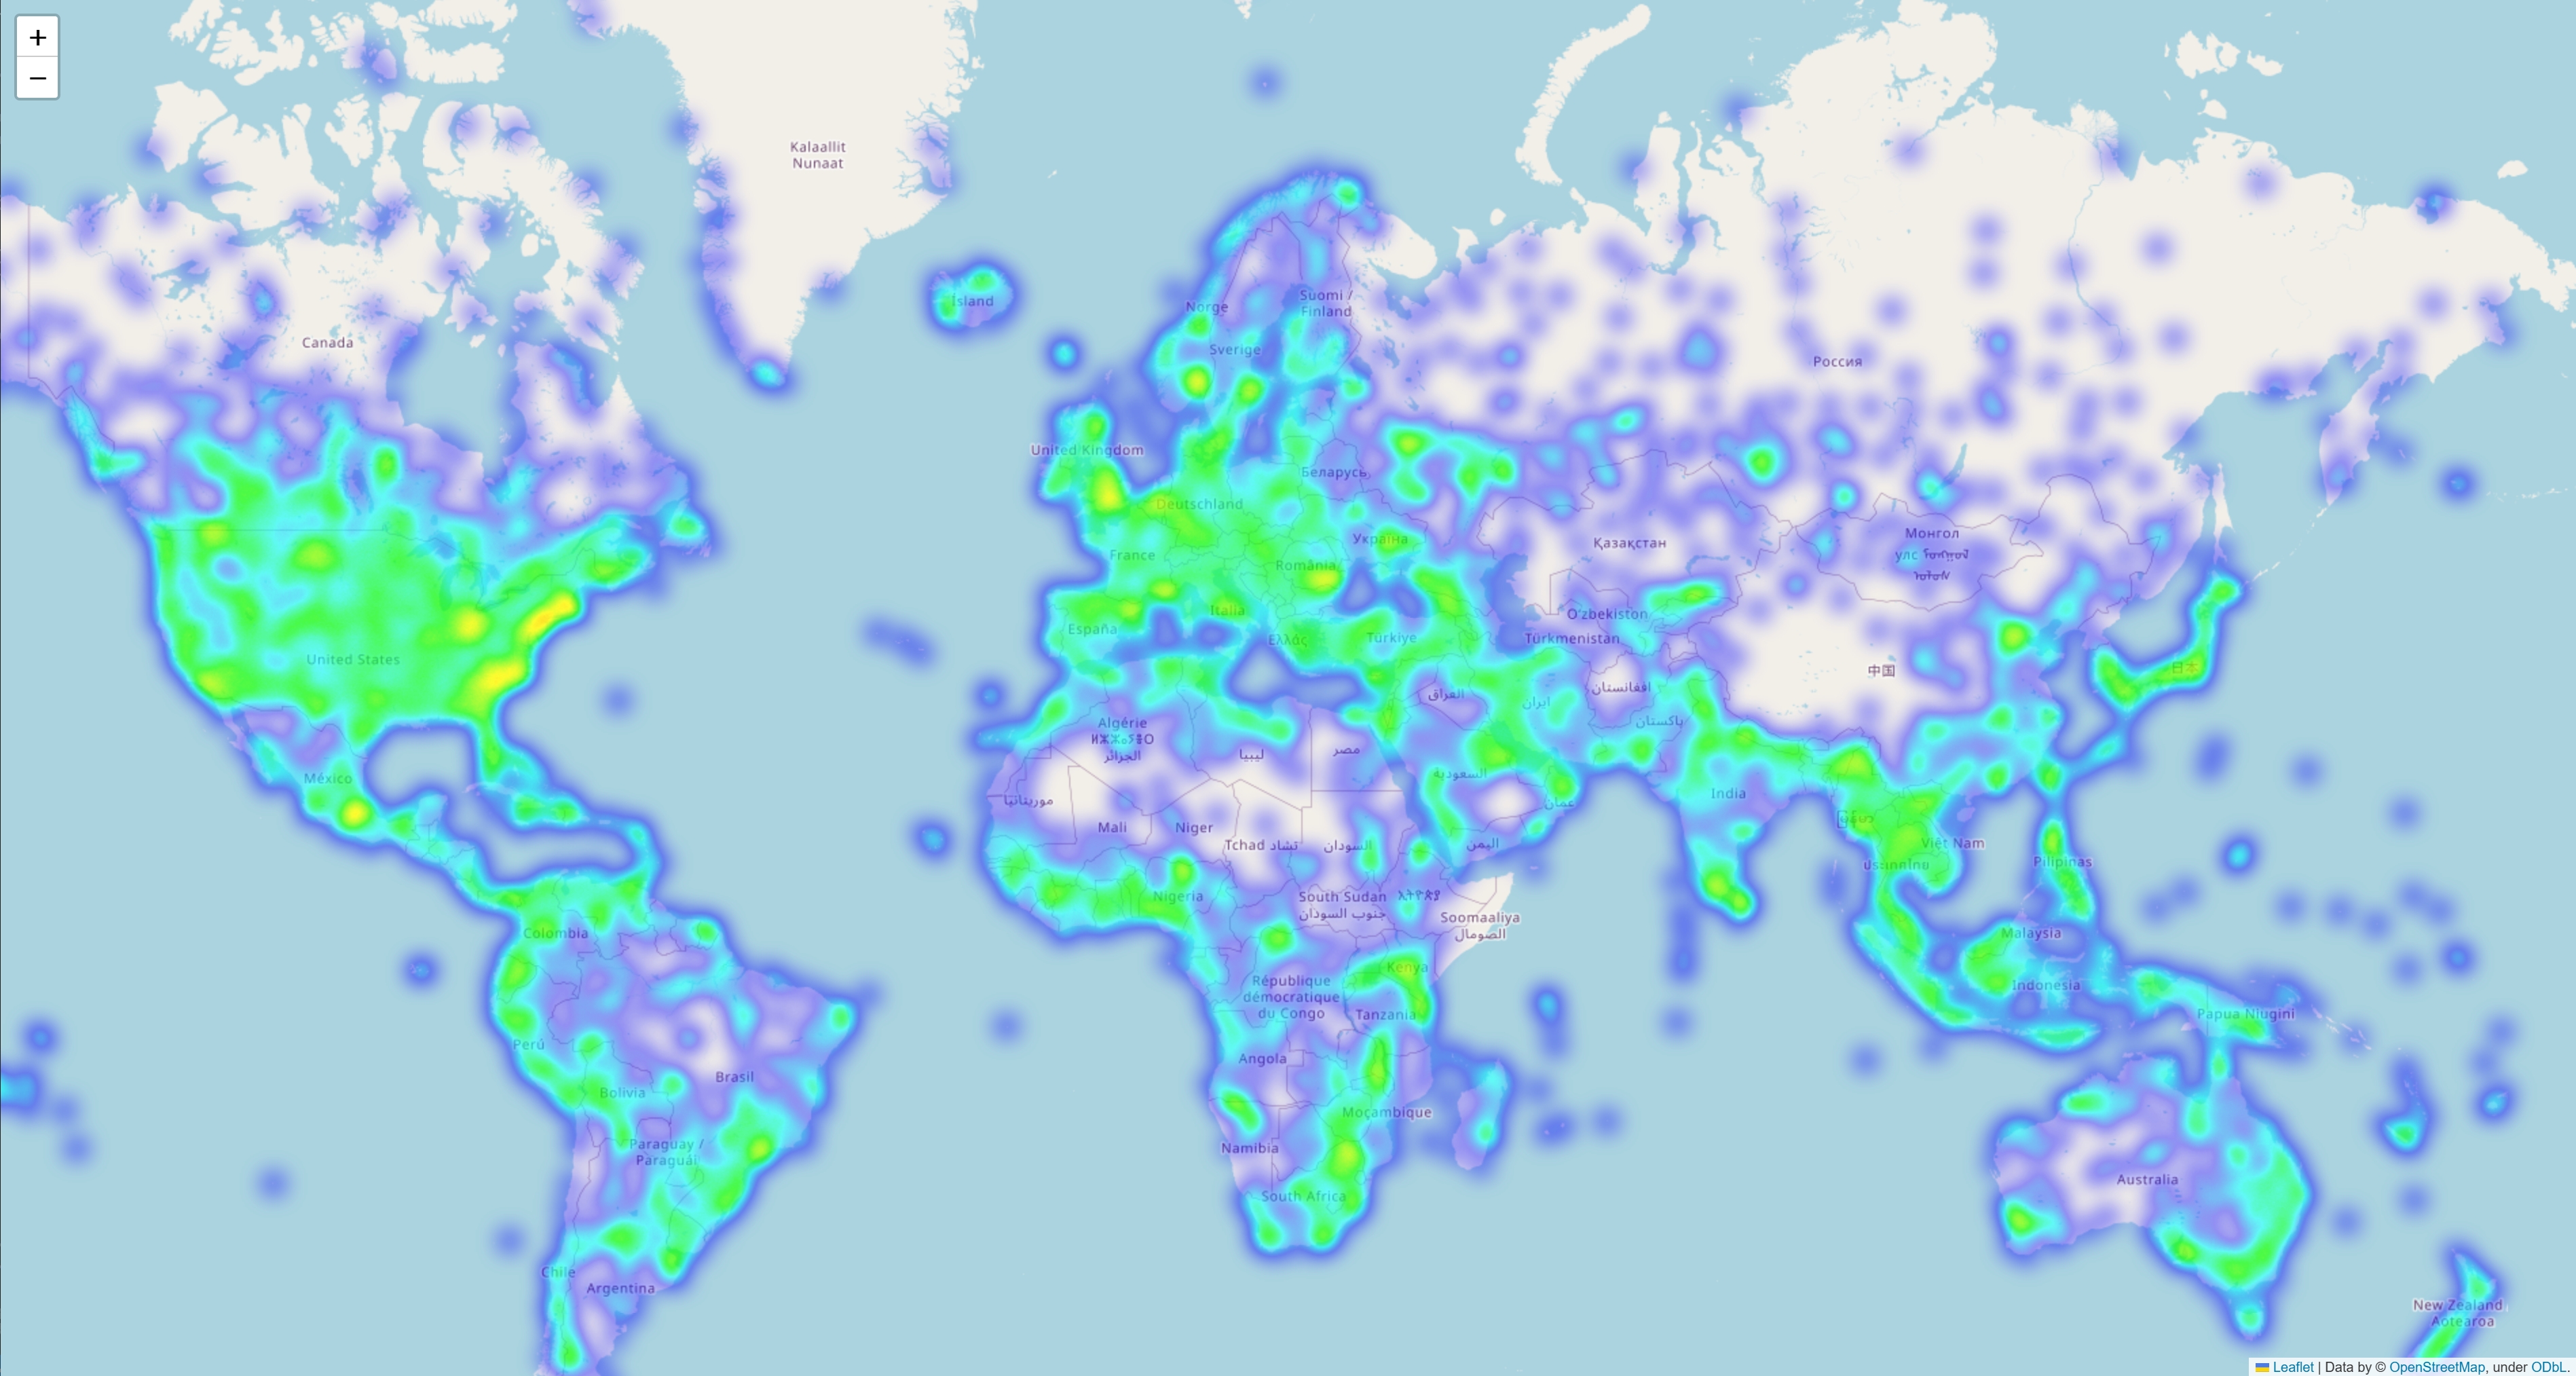 +
−
Kalaallit
Nunaat
Ísland
Norge
Suomi /
Finland
Sverige
Canada
Россия
United Kingdom
Беларусь
Deutschland
Україна
Қазақстан
Монгол
улс
France
România
Italia
España
Ελλάς
Türkiye
O'zbekiston
Türkmenistan
中国
日本
United States
العراق
ایران
افغانستان
پاکستان
Algérie
ⵍⵣⵣⴰⵢⴻⵔ
الجزائر
ليبيا
مصر
السعودية
México
موريتانيا
عمان
India
Mali
Niger
Tchad تشاد
السودان
اليمن
Việt Nam
ประเทศไทย
Pilipinas
Nigeria
South Sudan
جنوب السودان
Soomaaliya
الصومال
Colombia
Malaysia
Kenya
République
démocratique
du Congo
Indonesia
Tanzania
Papua Niugini
Perú
Angola
Brasil
Bolivia
Moçambique
Paraguay /
Paraguái
Namibia
Australia
South Africa
Chile
Argentina
New Zealand
Aotearoa
Leaflet | Data by © OpenStreetMap, under ODbL.